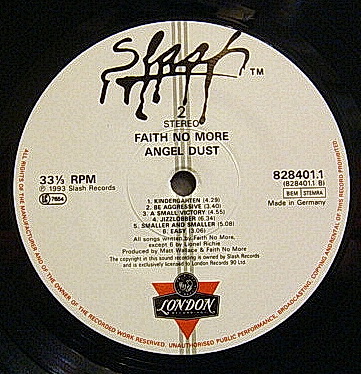 Slash TM
2
STEREO
FAITH NO MORE
ANGEL DUST
33⅓ RPM
℗ 1993 Slash Records
LC 7654
828401.1
(828401.1 B)
BIEM STEMRA
Made in Germany
1. KINDERGARTEN (4.29)
2. BE AGGRESSIVE (3.40)
3. A SMALL VICTORY (4.55)
4. JIZZLOBBER (6.34)
5. SMALLER AND SMALLER (5.08)
6. EASY (3.06)
All songs written by Faith No More,
except 6 by Lionel Richie
Produced by Matt Wallace & Faith No More
The copyright in this sound recording is owned by Slash Records
and is exclusively licensed to London Records 90 Ltd.
LONDON
RECORDINGS
ALL RIGHTS OF THE MANUFACTURER AND OF THE OWNER OF THE RECORDED WORK RESERVED. UNAUTHORISED PUBLIC PERFORMANCE, BROADCASTING, COPYING AND/OR RENTAL OF THIS RECORD PROHIBITED.